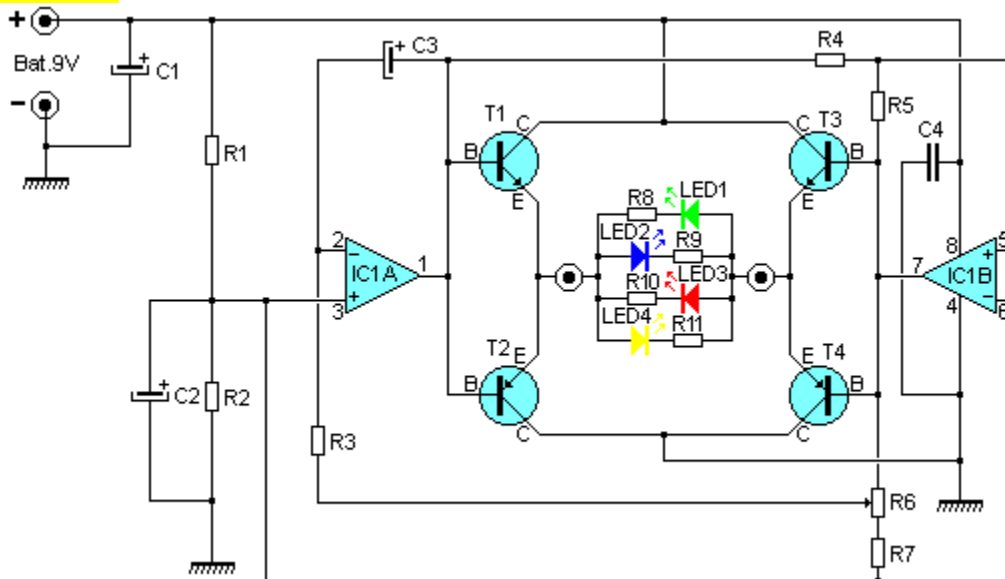 +
Bat.9V
-
C1
C3
+
R4
R5
C4
R1
T1
C
B
E
T3
C
B
E
R8
LED1
LED2
R9
R10
LED3
LED4
R11
2
-
IC1A
1
+
3
8
5
+
7
IC1B
4
-
6
C2
+
R2
R3
T2
E
B
C
T4
E
B
C
R6
R7
+